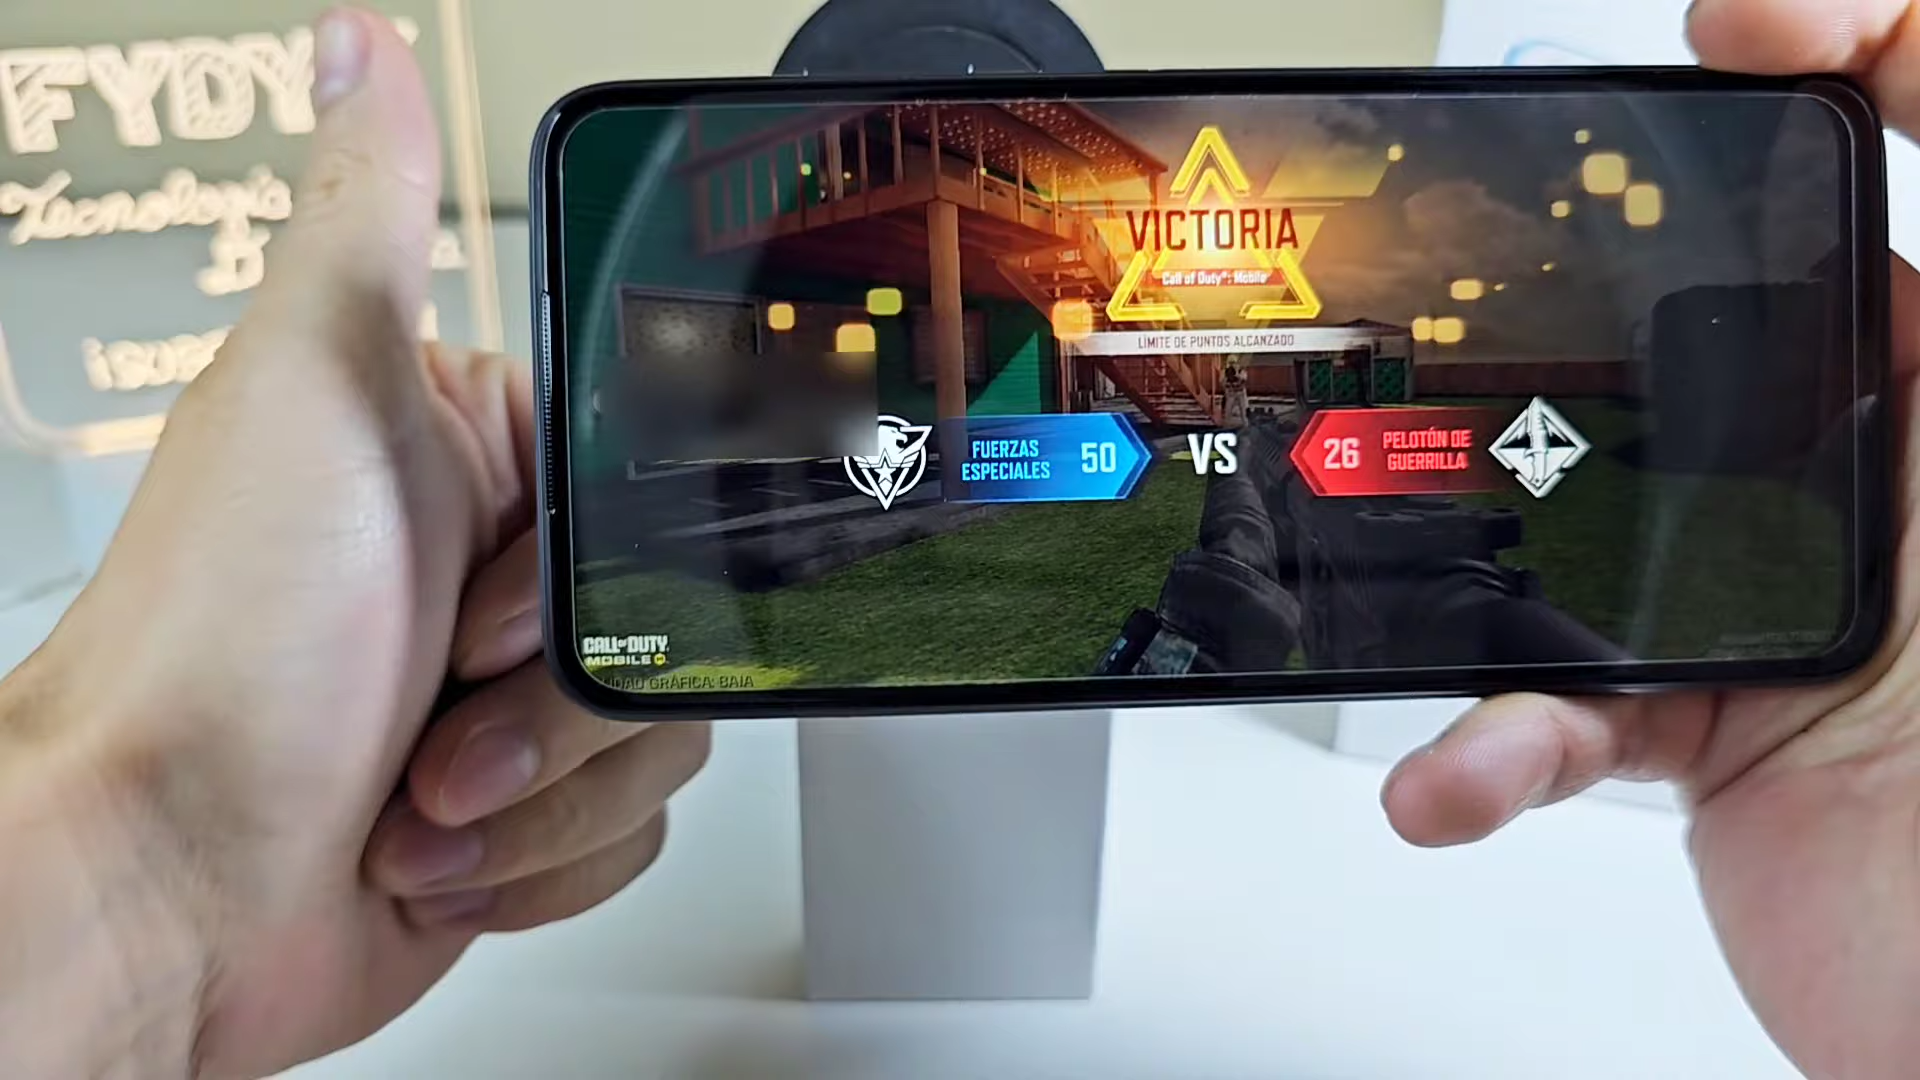 FYDY
Tecnología
VICTORIA
Call of Duty®: Mobile
LÍMITE DE PUNTOS ALCANZADO
FUERZAS
ESPECIALES
50
VS
26
PELOTÓN DE
GUERRILLA
CALL OF DUTY
MOBILE
GRÁFICA: BAJA